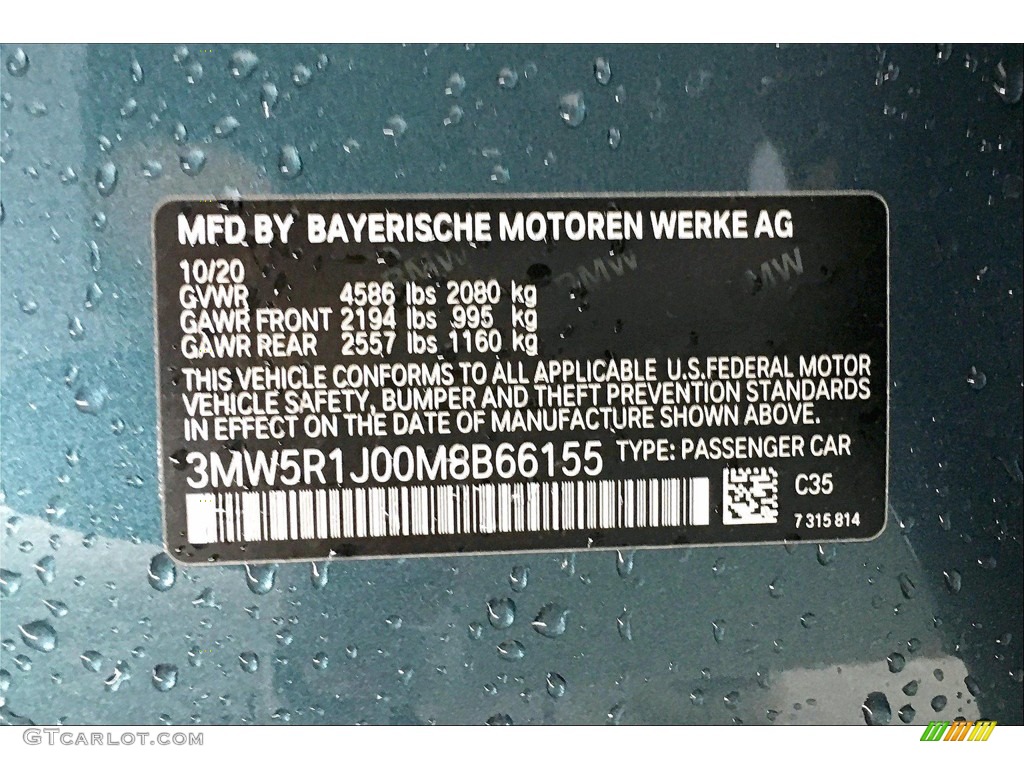 MFD BY BAYERISCHE MOTOREN WERKE AG
10/20
GVWR 4586 lbs 2080 kg
GAWR FRONT 2194 lbs 995 kg
GAWR REAR 2557 lbs 1160 kg
THIS VEHICLE CONFORMS TO ALL APPLICABLE U.S.FEDERAL MOTOR
VEHICLE SAFETY, BUMPER AND THEFT PREVENTION STANDARDS
IN EFFECT ON THE DATE OF MANUFACTURE SHOWN ABOVE.
3MW5R1J00M8B66155 TYPE: PASSENGER CAR
C35
7 315 814
BMW BMW MW
GTCARLOT.COM